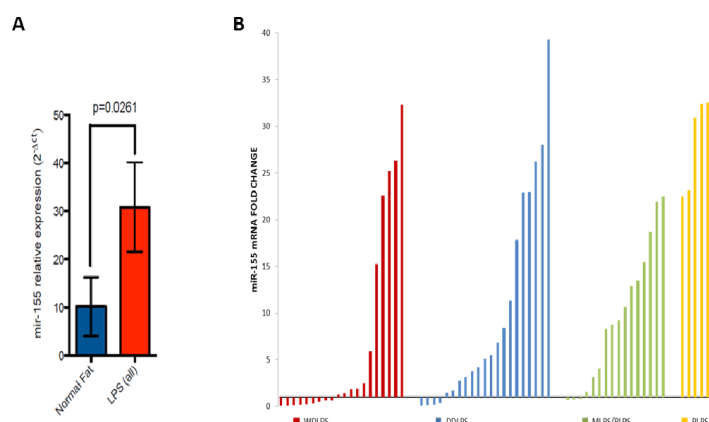 A
B
p=0.0261
mir-155 relative expression (2^-Δct)
50
40
30
20
10
0
Normal Fat
LPS (all)
miR-155 mRNA FOLD CHANGE
40
35
30
25
20
15
10
5
0
WDLPS
DDLPS
MLPS/RLPS
PLPS